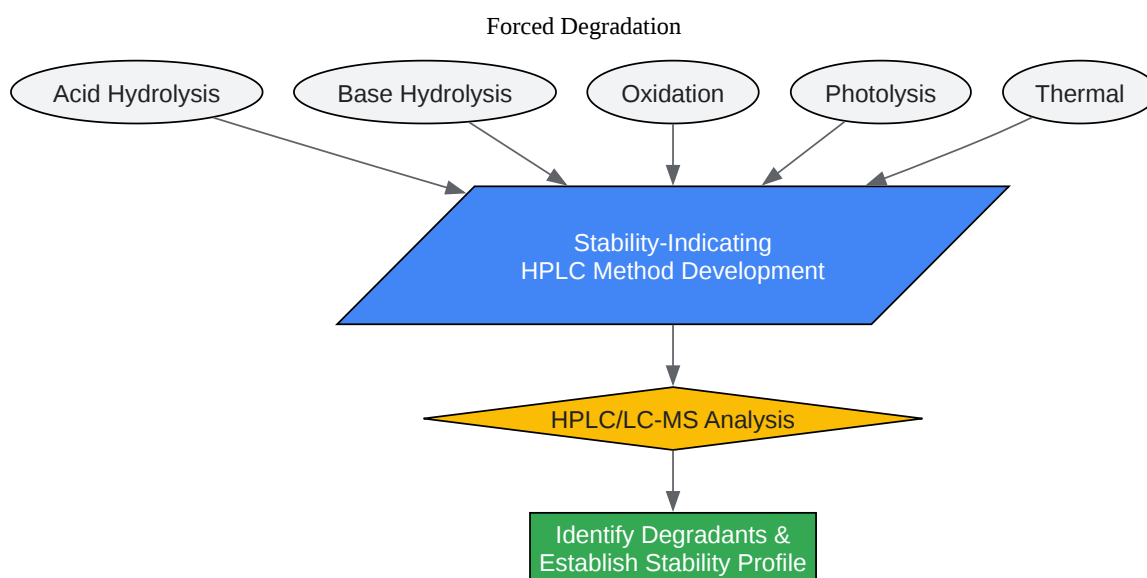 Forced Degradation
Acid Hydrolysis
Base Hydrolysis
Oxidation
Photolysis
Thermal
Stability-Indicating
HPLC Method Development
HPLC/LC-MS Analysis
Identify Degradants &
Establish Stability Profile